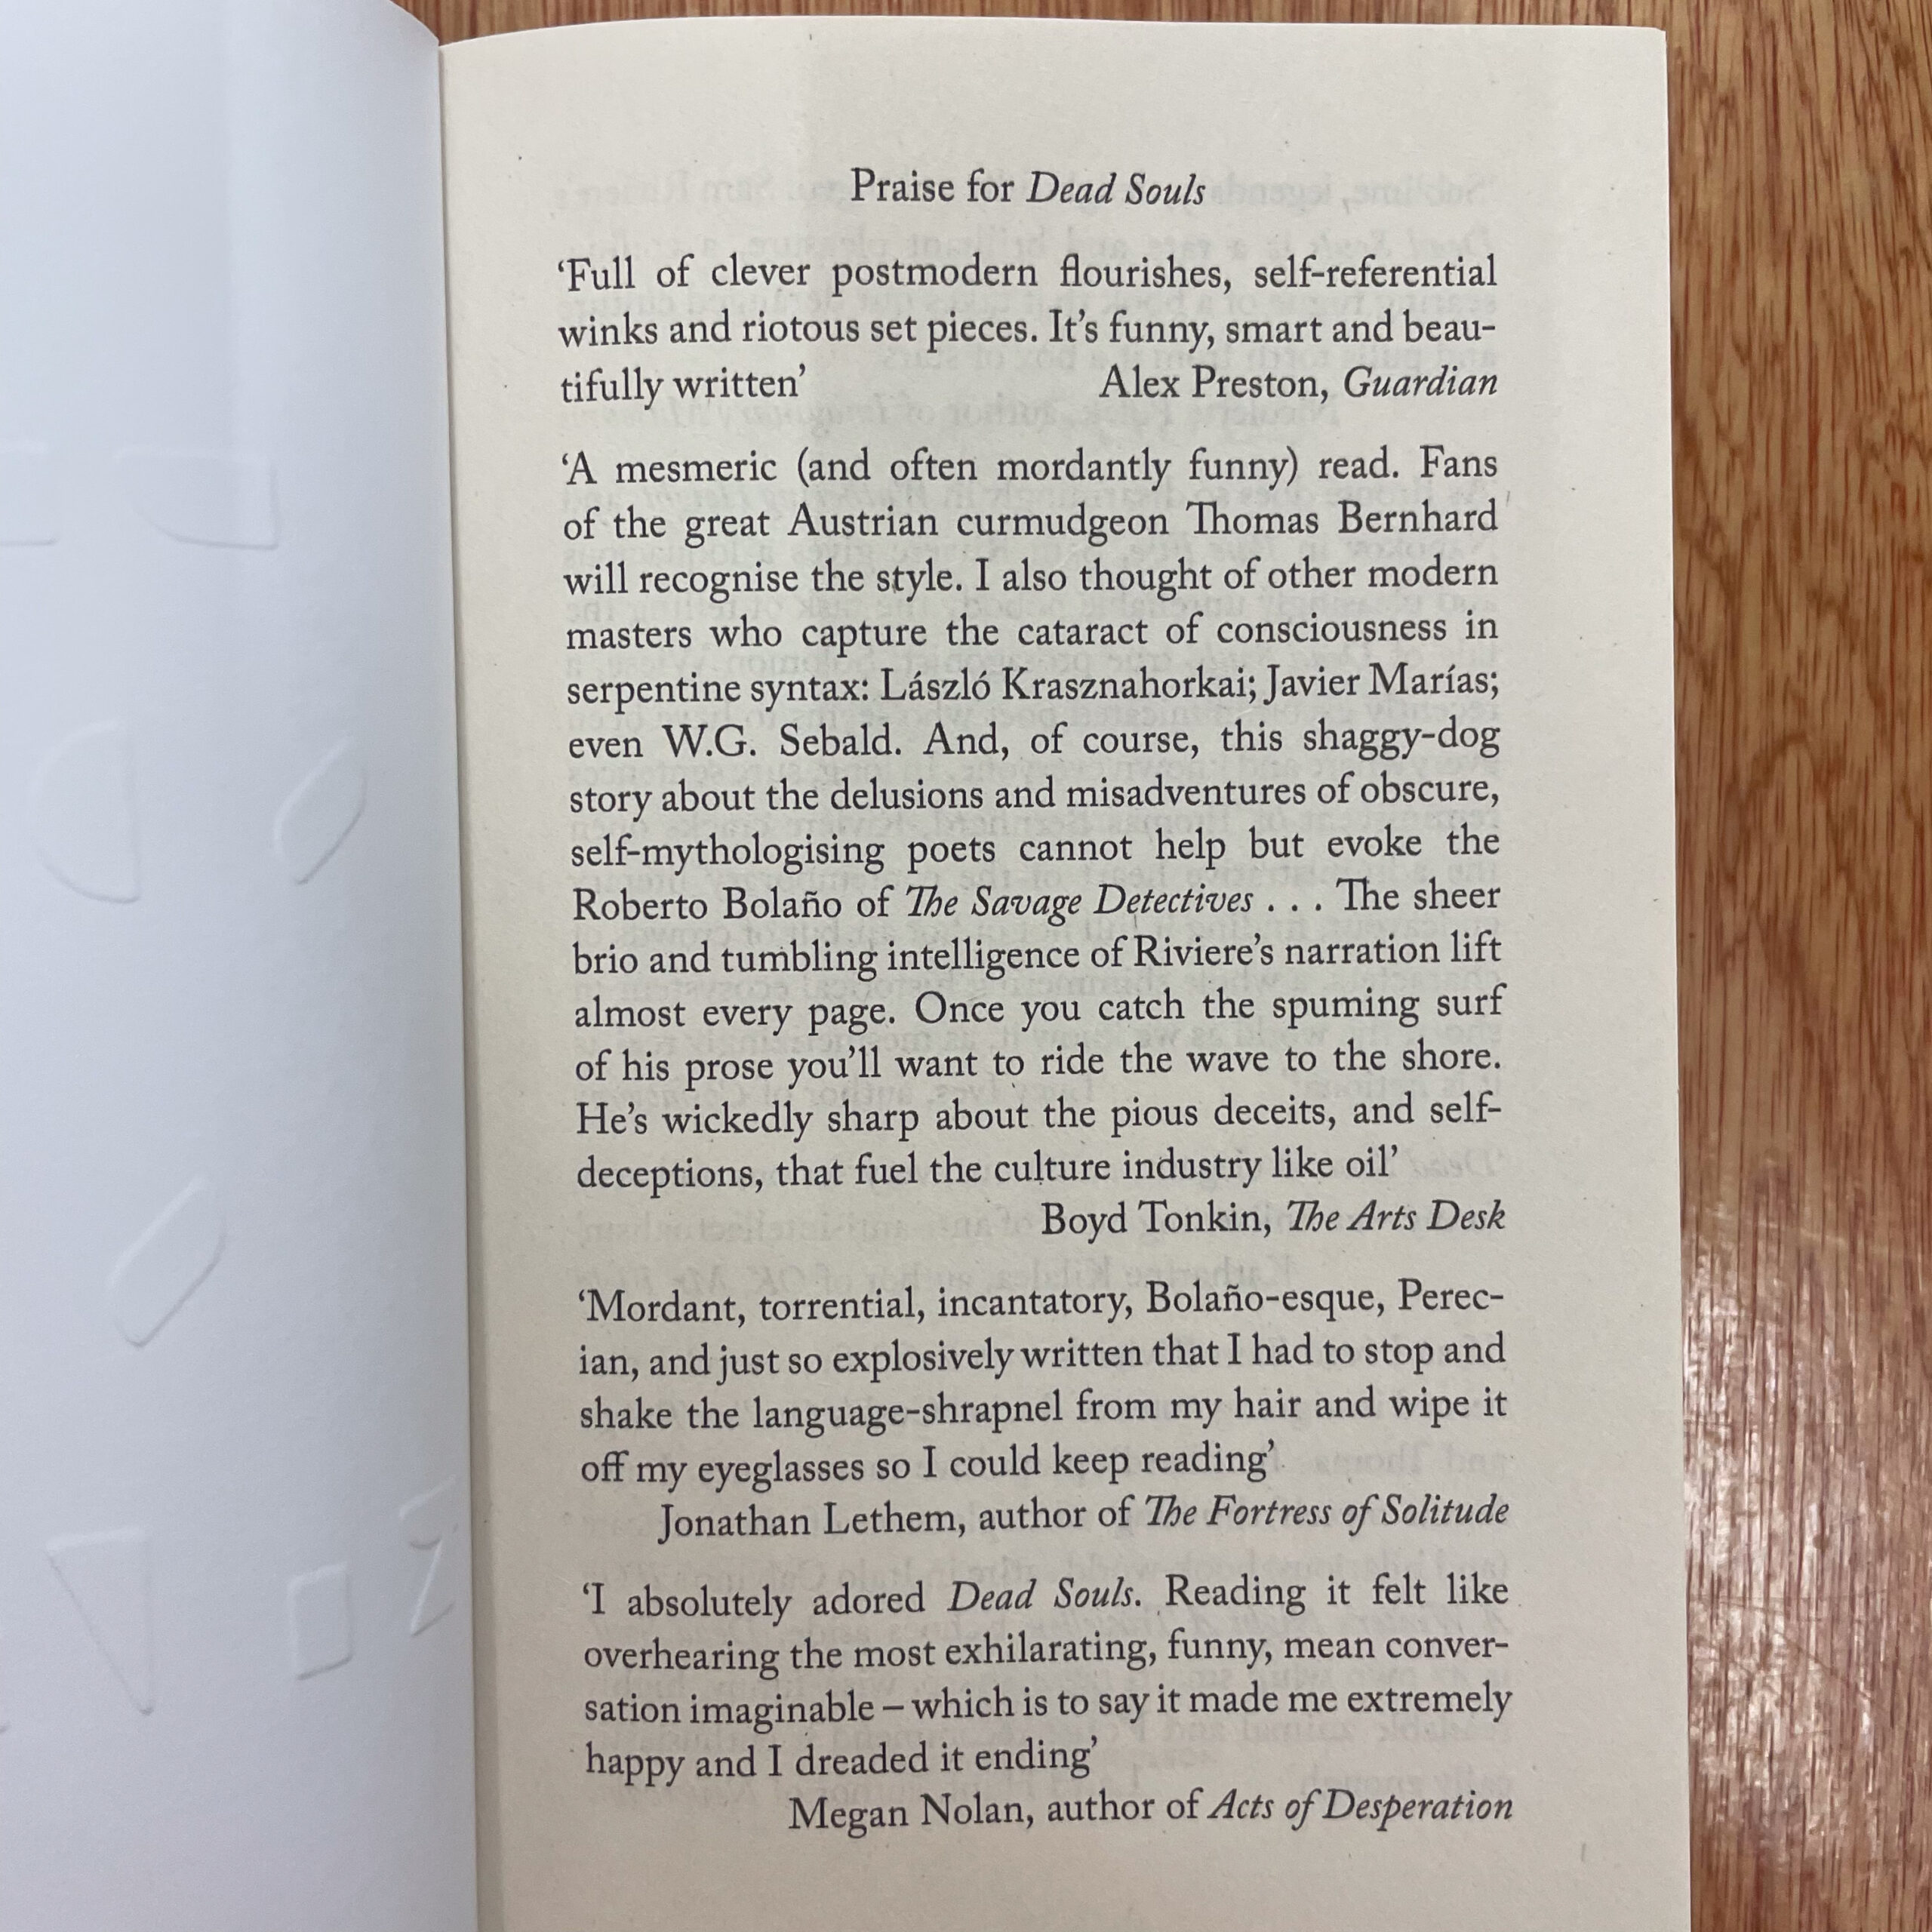 Praise for Dead Souls
‘Full of clever postmodern flourishes, self-referential
winks and riotous set pieces. It’s funny, smart and beau-
tifully written’ Alex Preston, Guardian
‘A mesmeric (and often mordantly funny) read. Fans
of the great Austrian curmudgeon Thomas Bernhard
will recognise the style. I also thought of other modern
masters who capture the cataract of consciousness in
serpentine syntax: László Krasznahorkai; Javier Marías;
even W.G. Sebald. And, of course, this shaggy-dog
story about the delusions and misadventures of obscure,
self-mythologising poets cannot help but evoke the
Roberto Bolaño of The Savage Detectives . . . The sheer
brio and tumbling intelligence of Riviere’s narration lift
almost every page. Once you catch the spuming surf
of his prose you’ll want to ride the wave to the shore.
He’s wickedly sharp about the pious deceits, and self-
deceptions, that fuel the culture industry like oil’
Boyd Tonkin, The Arts Desk
‘Mordant, torrential, incantatory, Bolaño-esque, Perec-
ian, and just so explosively written that I had to stop and
shake the language-shrapnel from my hair and wipe it
off my eyeglasses so I could keep reading’
Jonathan Lethem, author of The Fortress of Solitude
‘I absolutely adored Dead Souls. Reading it felt like
overhearing the most exhilarating, funny, mean conver-
sation imaginable – which is to say it made me extremely
happy and I dreaded it ending’
Megan Nolan, author of Acts of Desperation